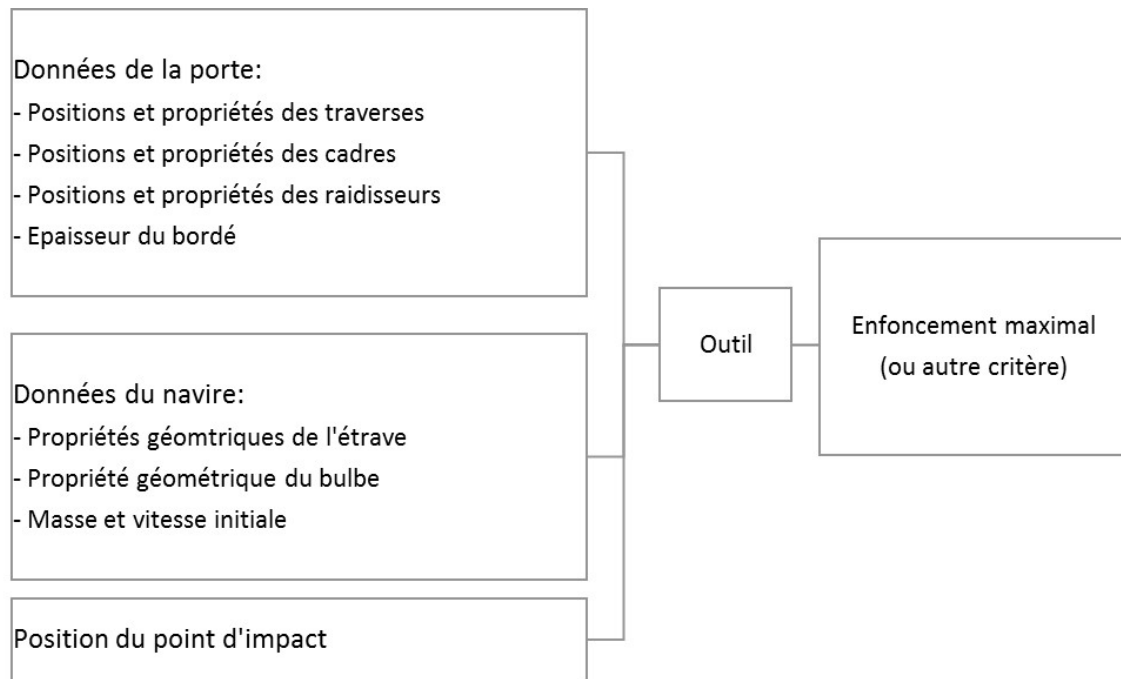 Données de la porte:
- Positions et propriétés des traverses
- Positions et propriétés des cadres
- Positions et propriétés des raidisseurs
- Epaisseur du bordé
Données du navire:
- Propriétés géomtriques de l'étrave
- Propriété géométrique du bulbe
- Masse et vitesse initiale
Position du point d'impact
Outil
Enfoncement maximal
(ou autre critère)